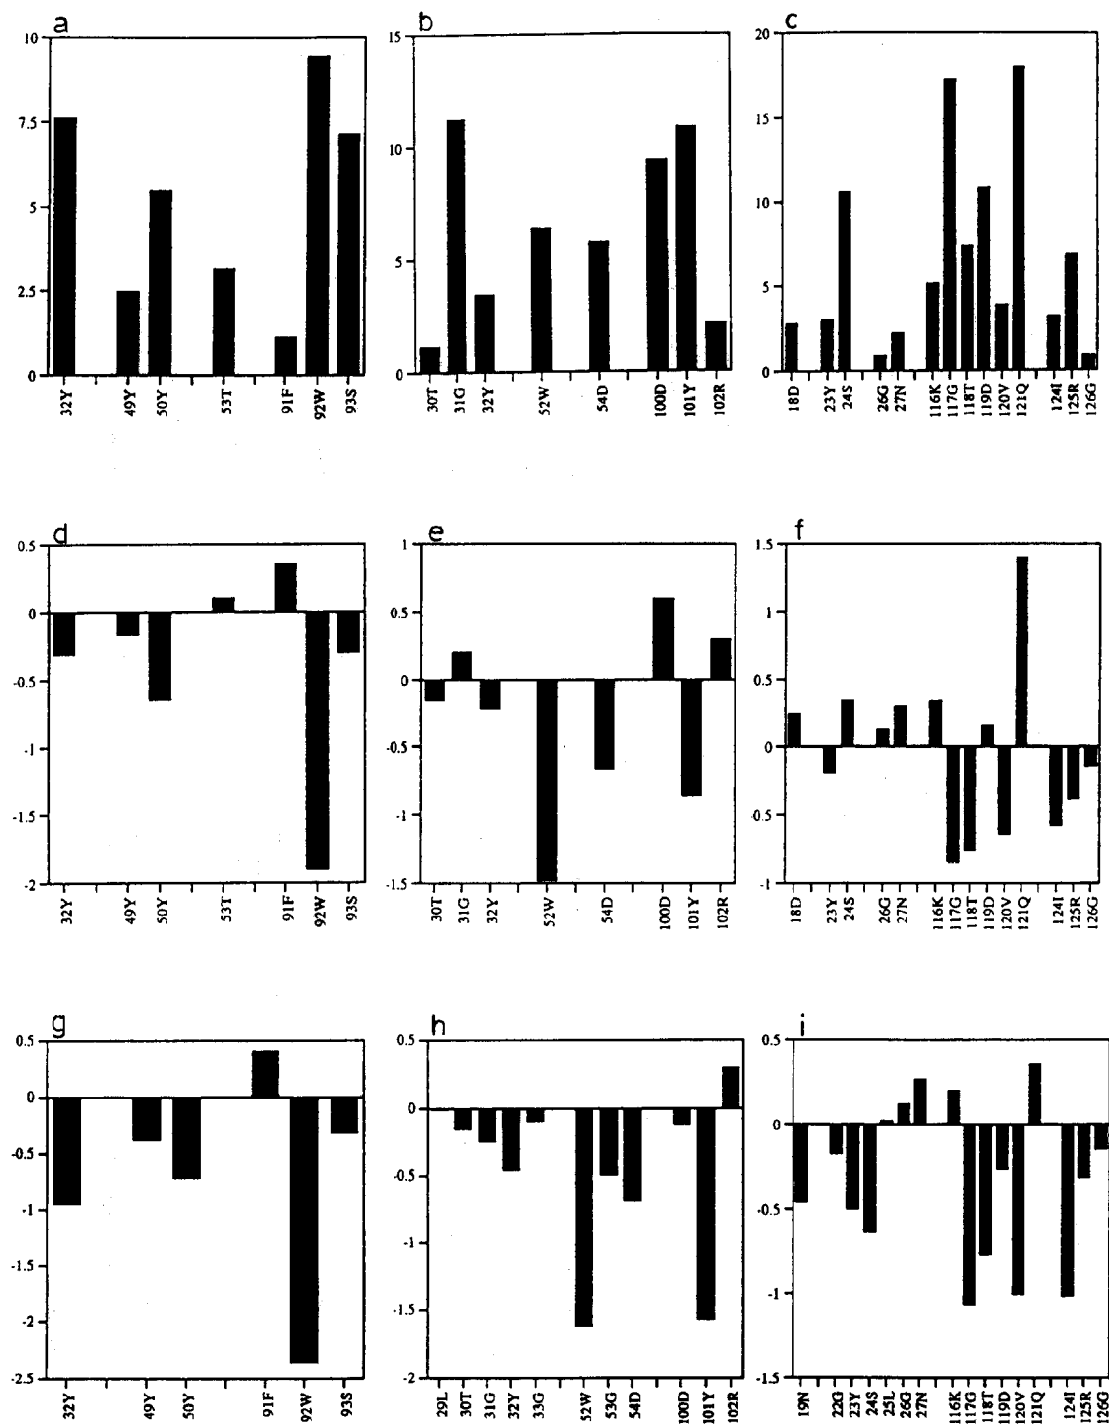 a
10
7.5
5
2.5
0
32Y 49Y 50Y 53T 91F 92W 93S
b
15
10
5
0
30T 31G 32Y 52W 54D 100D 101Y 102R
c
20
15
10
5
0
18D 23Y 24S 26G 27N 116K 117G 118T 119D 120V 121Q 124I 125R 126G
d
0.5
0
-0.5
-1
-1.5
-2
32Y 49Y 50Y 53T 91F 92W 93S
e
1
0.5
0
-0.5
-1
-1.5
30T 31G 32Y 52W 54D 100D 101Y 102R
f
1.5
1
0.5
0
-0.5
-1
18D 23Y 24S 26G 27N 116K 117G 118T 119D 120V 121Q 124I 125R 126G
g
0.5
0
-0.5
-1
-1.5
-2
-2.5
32Y 49Y 50Y 91F 92W 93S
h
0.5
0
-0.5
-1
-1.5
-2
29L 30T 31G 32Y 33G 52W 53G 54D 100D 101Y 102R
i
0.5
0
-0.5
-1
-1.5
19N 22G 23Y 24S 25L 26G 27N 116K 117G 118T 119D 120V 121Q 124I 125R 126G